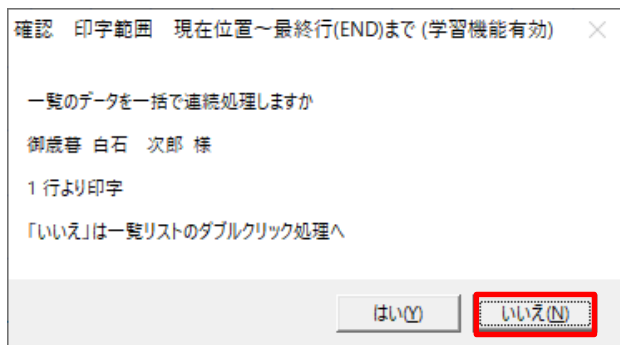 確認　印字範囲　現在位置～最終行(END)まで (学習機能有効)
一覧のデータを一括で連続処理しますか
御歳暮 白石　次郎 様
1 行より印字
「いいえ」は一覧リストのダブルクリック処理へ
はい(Y)
いいえ(N)